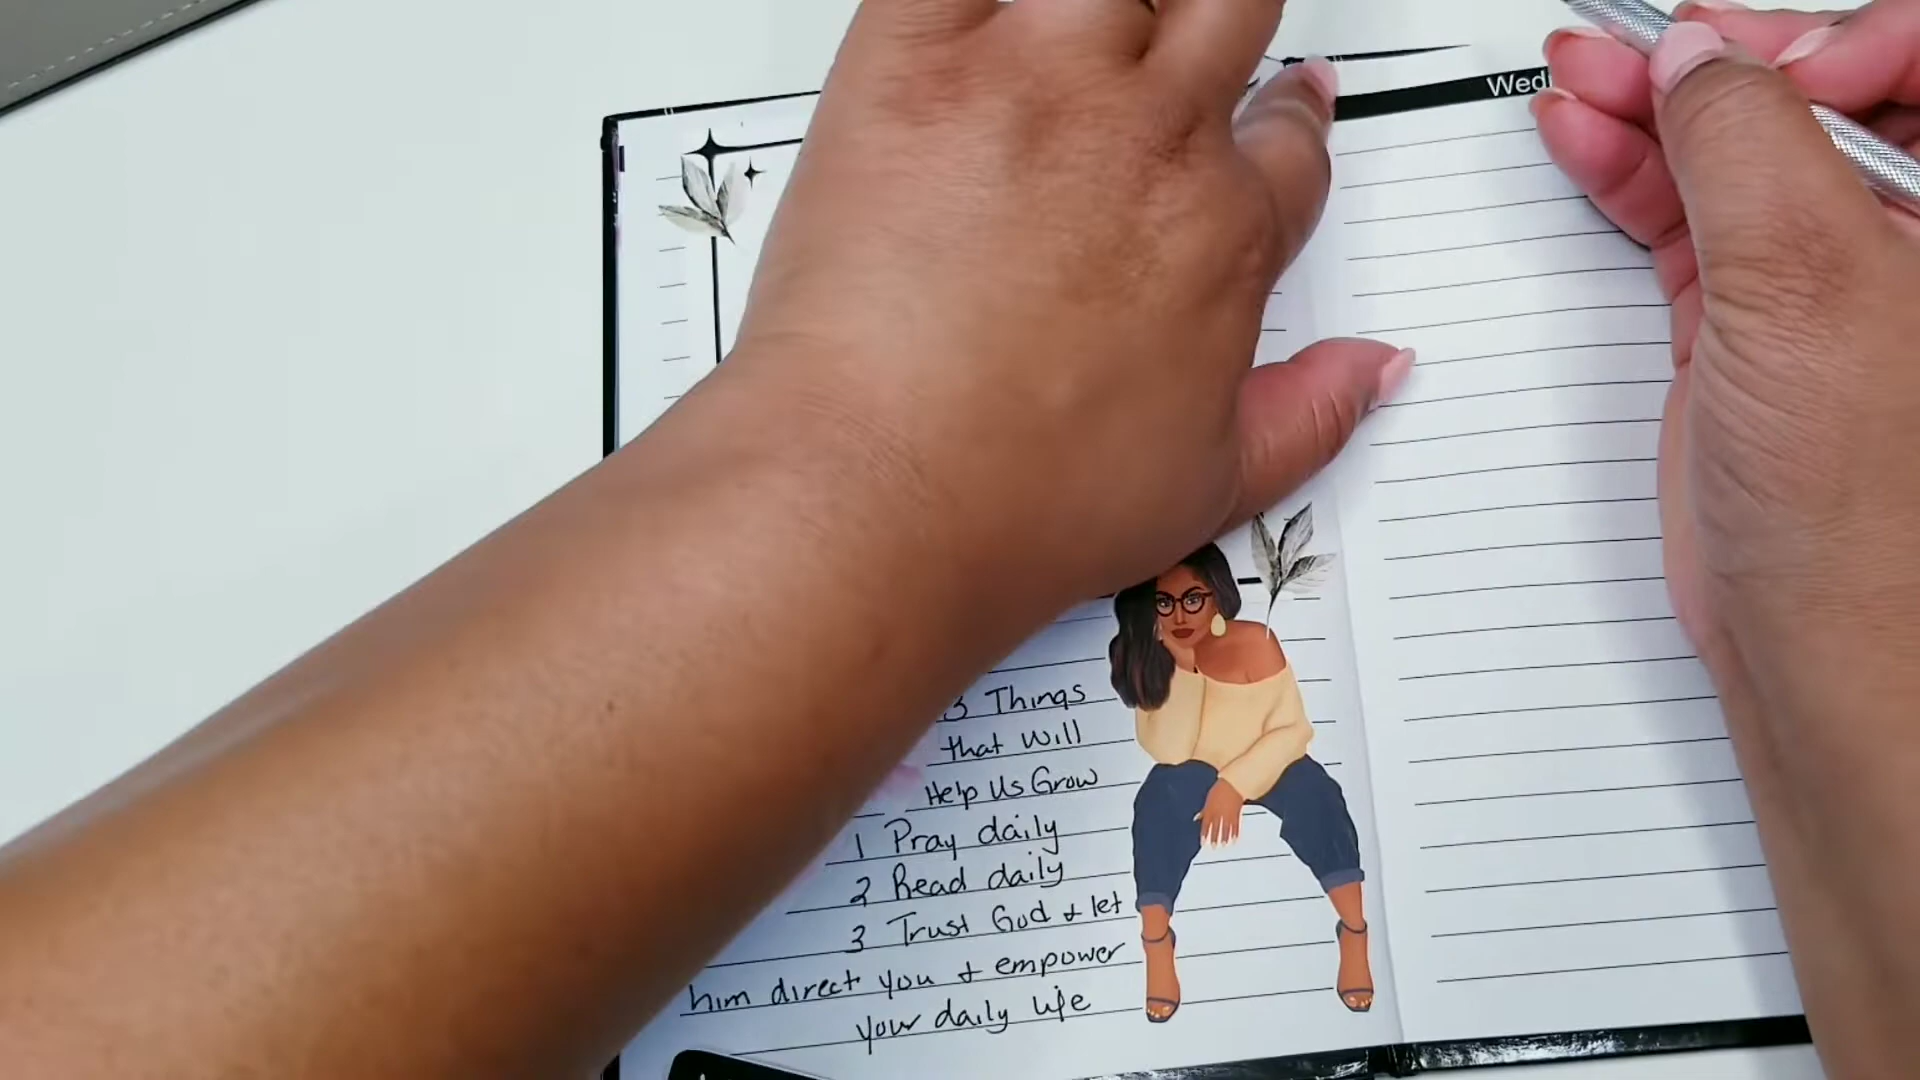 Wed
3 Things
that will
Help Us Grow
1 Pray daily
2 Read daily
3 Trust God & let
him direct you & empower
your daily life